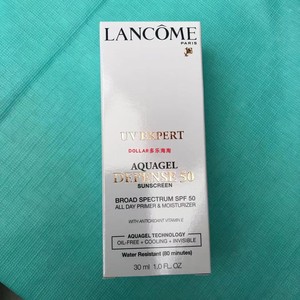 LANCÔME
PARIS
UV EXPERT
DOLLAR多乐海淘
AQUAGEL
DEFENSE 50
SUNSCREEN
BROAD SPECTRUM SPF 50
ALL DAY PRIMER & MOISTURIZER
WITH ANTIOXIDANT VITAMIN E
AQUAGEL TECHNOLOGY
OIL-FREE + COOLING + INVISIBLE
Water Resistant (80 minutes)
30 ml 1.0 FL. OZ.